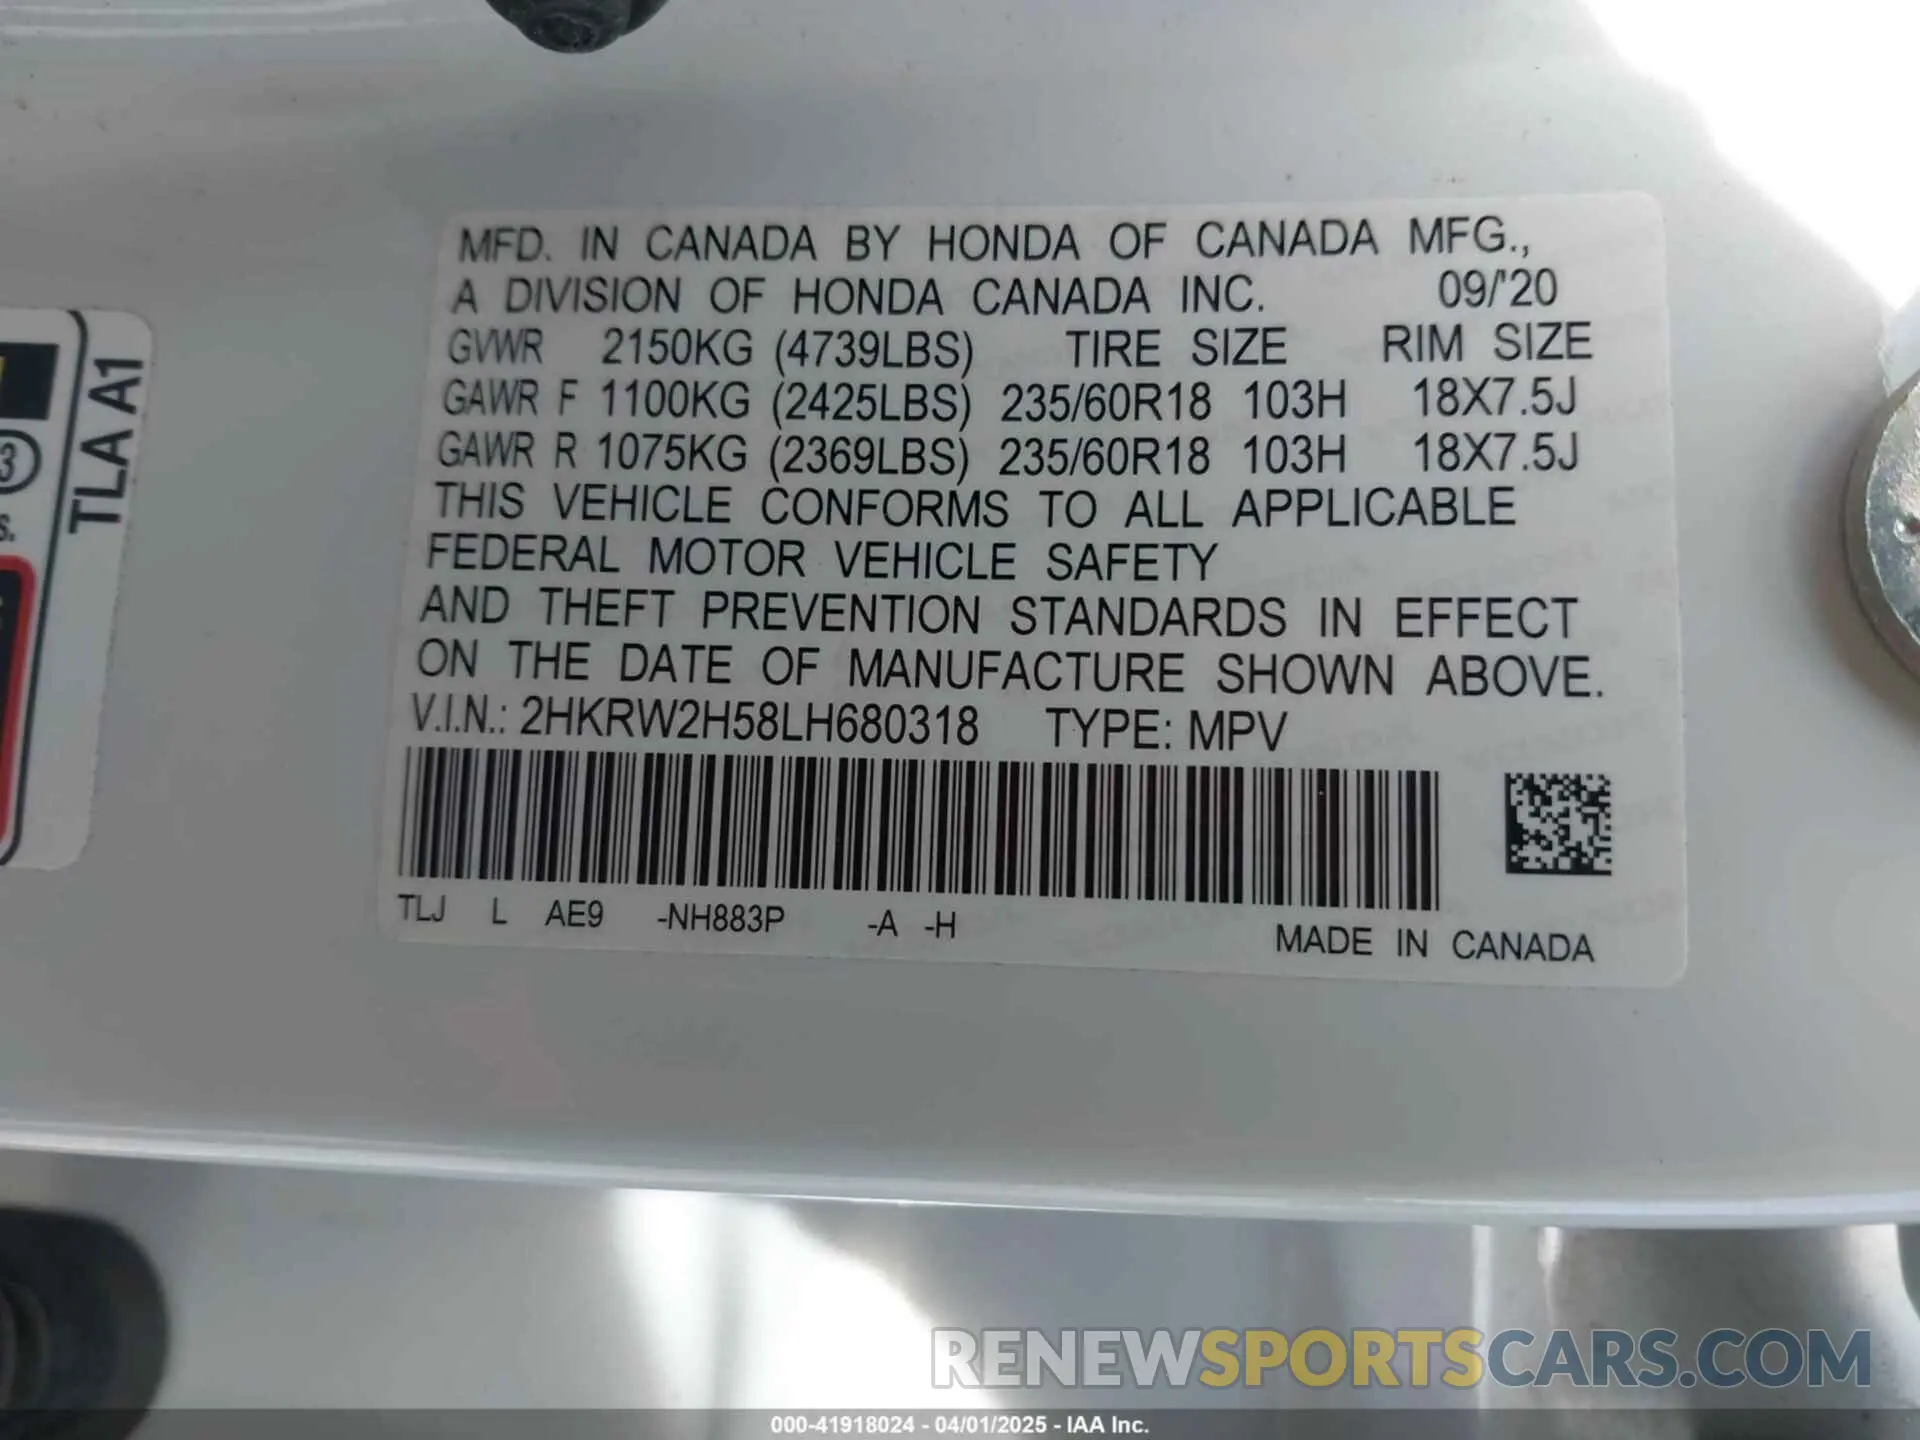 MFD. IN CANADA BY HONDA OF CANADA MFG.,
A DIVISION OF HONDA CANADA INC. 09/'20
GVWR 2150KG (4739LBS) TIRE SIZE RIM SIZE
GAWR F 1100KG (2425LBS) 235/60R18 103H 18X7.5J
GAWR R 1075KG (2369LBS) 235/60R18 103H 18X7.5J
THIS VEHICLE CONFORMS TO ALL APPLICABLE
FEDERAL MOTOR VEHICLE SAFETY
AND THEFT PREVENTION STANDARDS IN EFFECT
ON THE DATE OF MANUFACTURE SHOWN ABOVE.
V.I.N.: 2HKRW2H58LH680318 TYPE: MPV
TLJ L AE9 -NH883P -A -H
MADE IN CANADA
TLA A1
3
s.
RENEWSPORTSCARS.COM
000-41918024 - 04/01/2025 - IAA Inc.